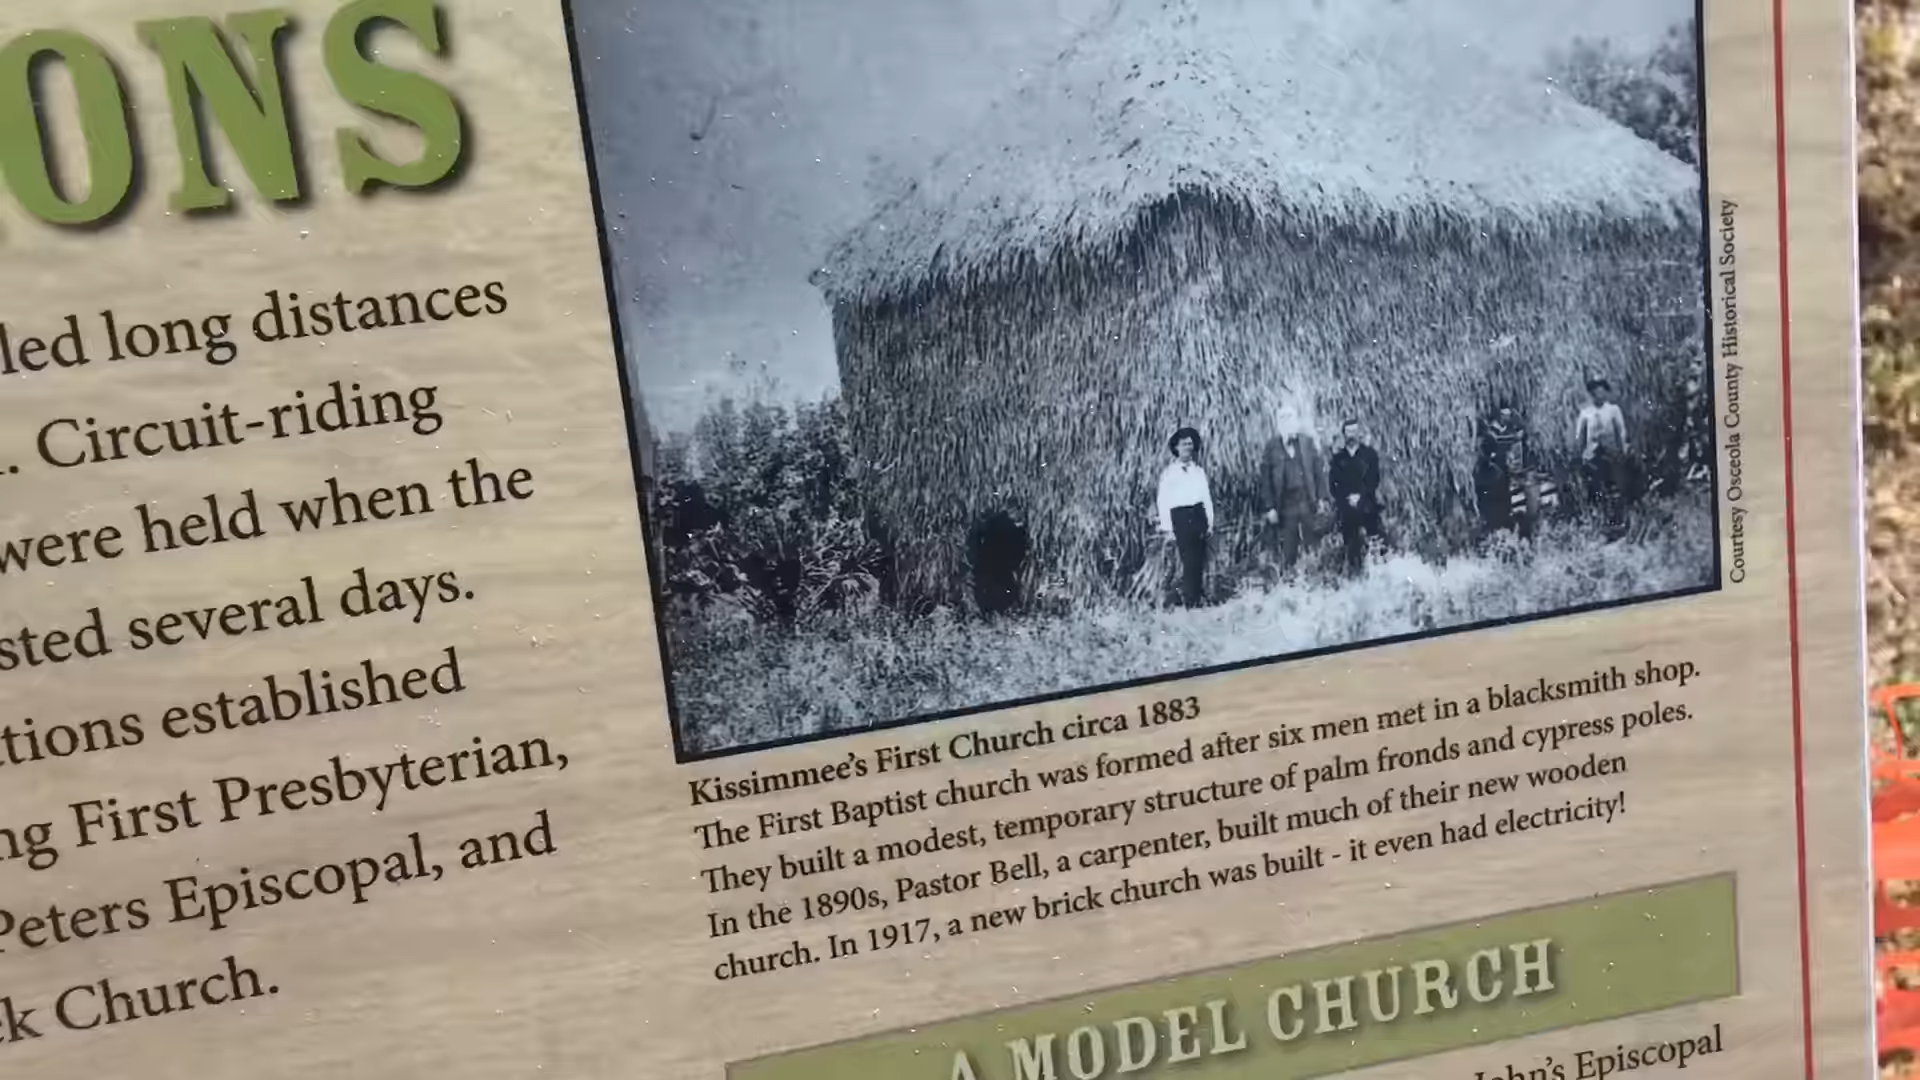 ONS
led long distances
. Circuit-riding
were held when the
sted several days.
tions established
ng First Presbyterian,
Peters Episcopal, and
k Church.
Courtesy Osceola County Historical Society
Kissimmee's First Church circa 1883
The First Baptist church was formed after six men met in a blacksmith shop.
They built a modest, temporary structure of palm fronds and cypress poles.
In the 1890s, Pastor Bell, a carpenter, built much of their new wooden
church. In 1917, a new brick church was built - it even had electricity!
A MODEL CHURCH
John's Episcopal